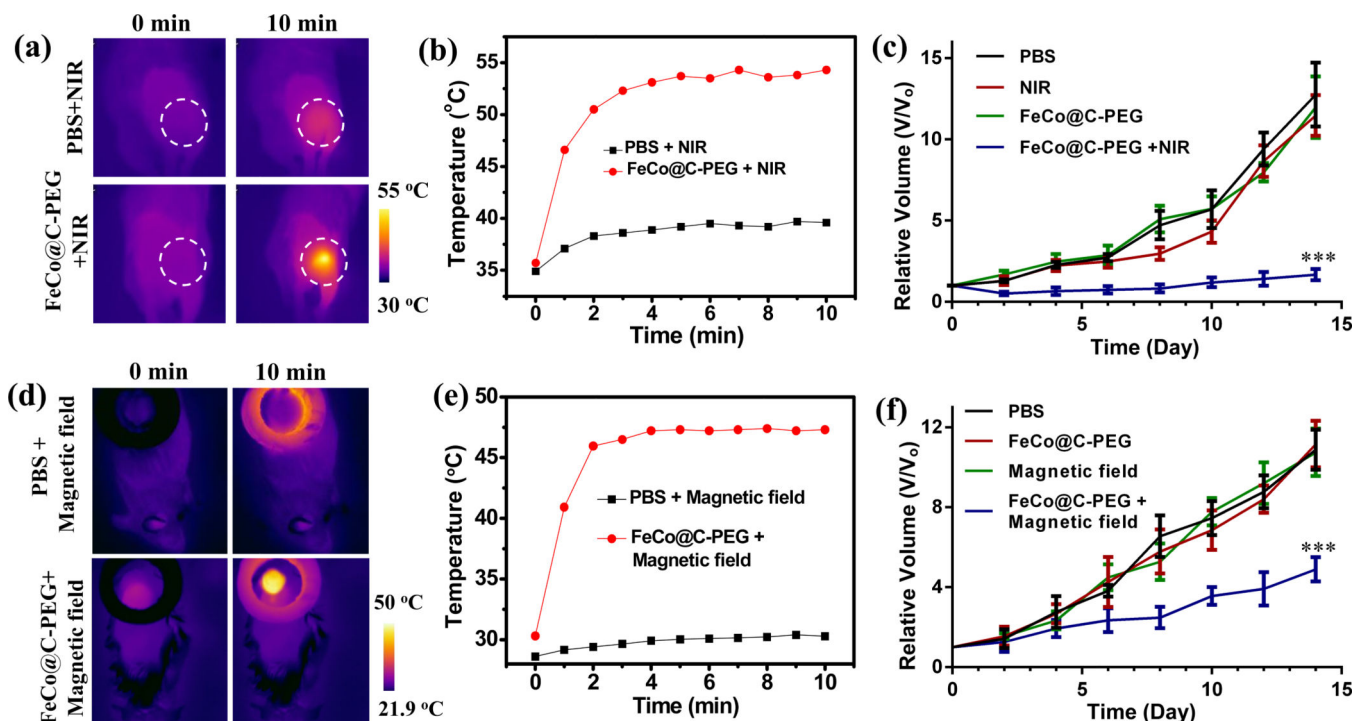 (a)
0 min
10 min
PBS+NIR
FeCo@C-PEG
+NIR
55 °C
30 °C
(b)
Temperature (°C)
55
50
45
40
35
PBS + NIR
FeCo@C-PEG + NIR
0
2
4
6
8
10
Time (min)
(c)
Relative Volume (V/Vo)
15
10
5
0
PBS
NIR
FeCo@C-PEG
FeCo@C-PEG +NIR
***
0
5
10
15
Time (Day)
(d)
0 min
10 min
PBS +
Magnetic field
FeCo@C-PEG+
Magnetic field
50 °C
21.9 °C
(e)
Temperature (°C)
50
45
40
35
30
PBS + Magnetic field
FeCo@C-PEG +
Magnetic field
0
2
4
6
8
10
Time (min)
(f)
Relative Volume (V/Vo)
12
8
4
0
PBS
FeCo@C-PEG
Magnetic field
FeCo@C-PEG +
Magnetic field
***
0
5
10
15
Time (Day)